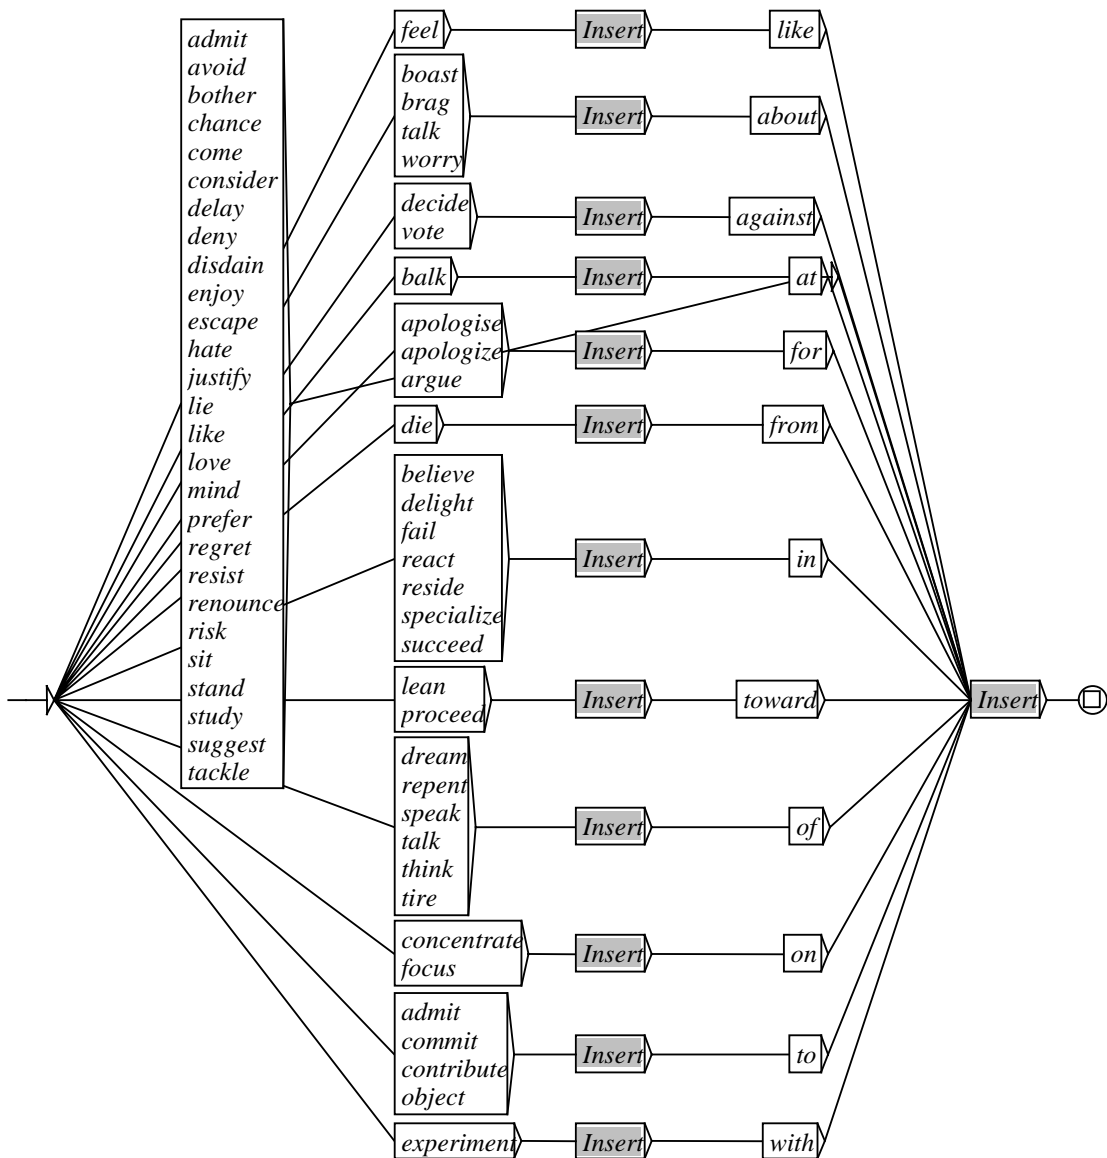 admit
avoid
bother
chance
come
consider
delay
deny
disdain
enjoy
escape
hate
justify
lie
like
love
mind
prefer
regret
resist
renounce
risk
sit
stand
study
suggest
tackle
feel
Insert
like
boast
brag
talk
worry
Insert
about
decide
vote
Insert
against
balk
Insert
at
apologise
apologize
argue
Insert
for
die
Insert
from
believe
delight
fail
react
reside
specialize
succeed
Insert
in
lean
proceed
Insert
toward
dream
repent
speak
talk
think
tire
Insert
of
concentrate
focus
Insert
on
admit
commit
contribute
object
Insert
to
experiment
Insert
with
Insert